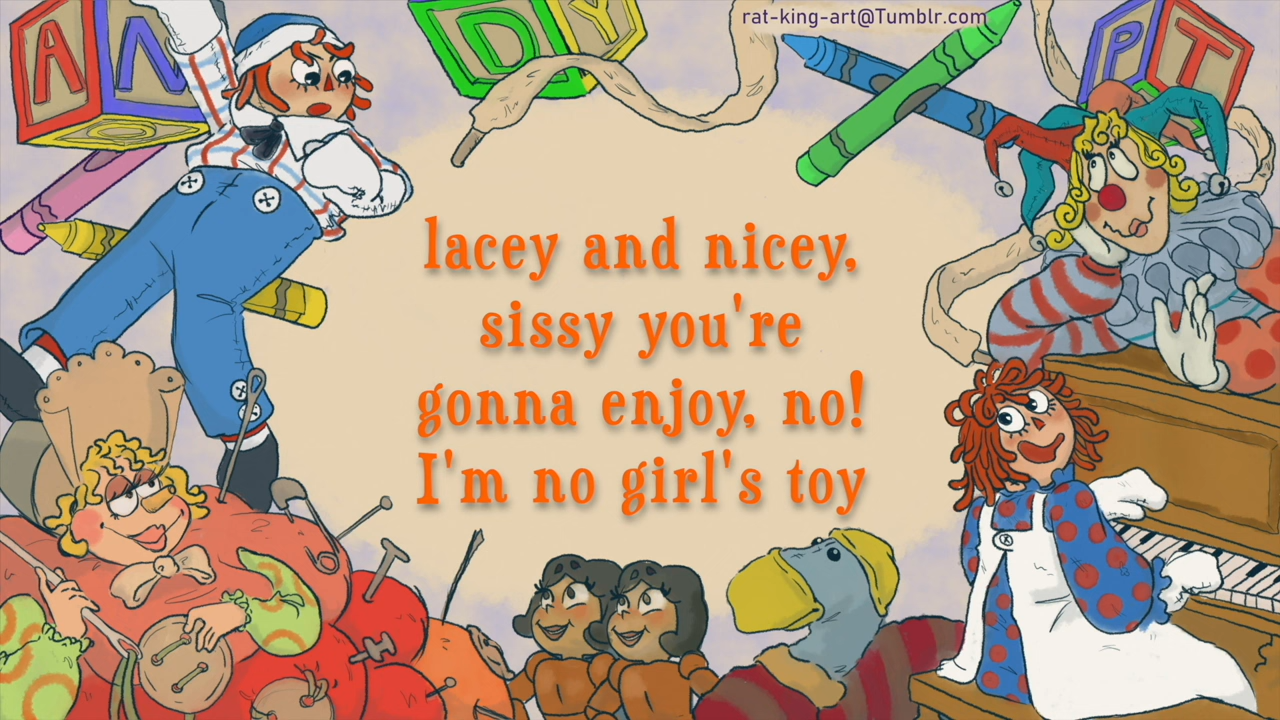 rat-king-art@Tumblr.com
A N D Y P T
lacey and nicey,
sissy you're
gonna enjoy, no!
I'm no girl's toy